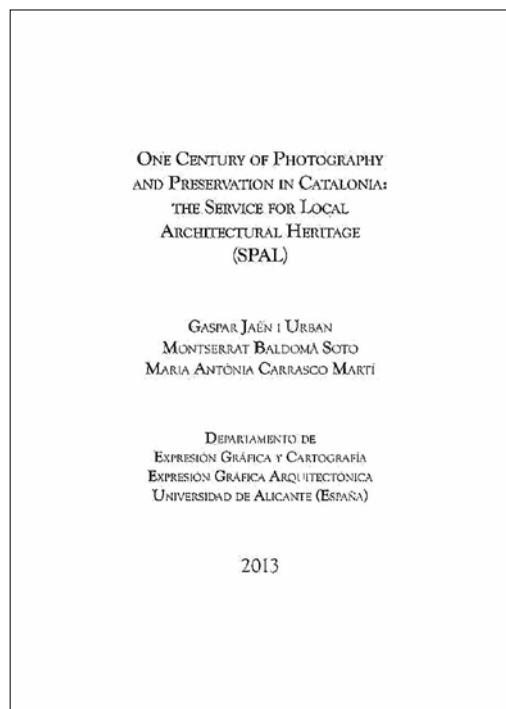 ONE CENTURY OF PHOTOGRAPHY
AND PRESERVATION IN CATALONIA:
THE SERVICE FOR LOCAL
ARCHITECTURAL HERITAGE
(SPAL)
GASPAR JAÉN I URBAN
MONTSERRAT BALDOMÀ SOTO
MARIA ANTÒNIA CARRASCO MARTÍ
DEPARTAMENTO DE
EXPRESIÓN GRÁFICA Y CARTOGRAFÍA
EXPRESIÓN GRÁFICA ARQUITECTÓNICA
UNIVERSIDAD DE ALICANTE (ESPAÑA)
2013